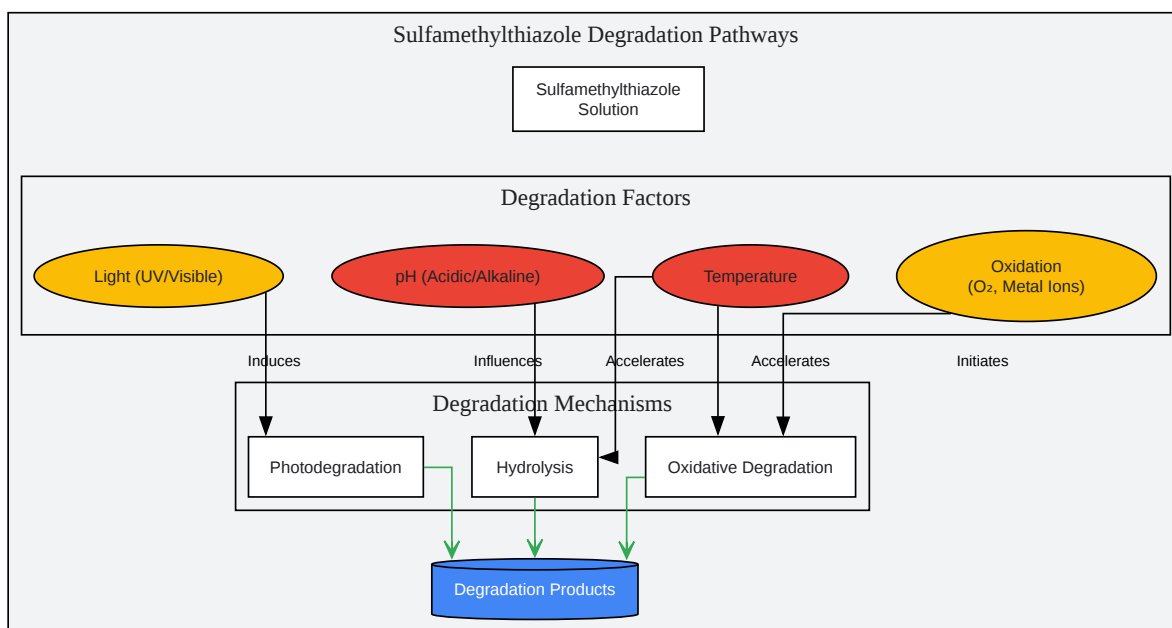 Sulfamethylthiazole Degradation Pathways
Sulfamethylthiazole
Solution
Degradation Factors
Light (UV/Visible)
pH (Acidic/Alkaline)
Temperature
Oxidation
(O₂, Metal Ions)
Induces
Influences
Accelerates
Accelerates
Initiates
Degradation Mechanisms
Photodegradation
Hydrolysis
Oxidative Degradation
Degradation Products